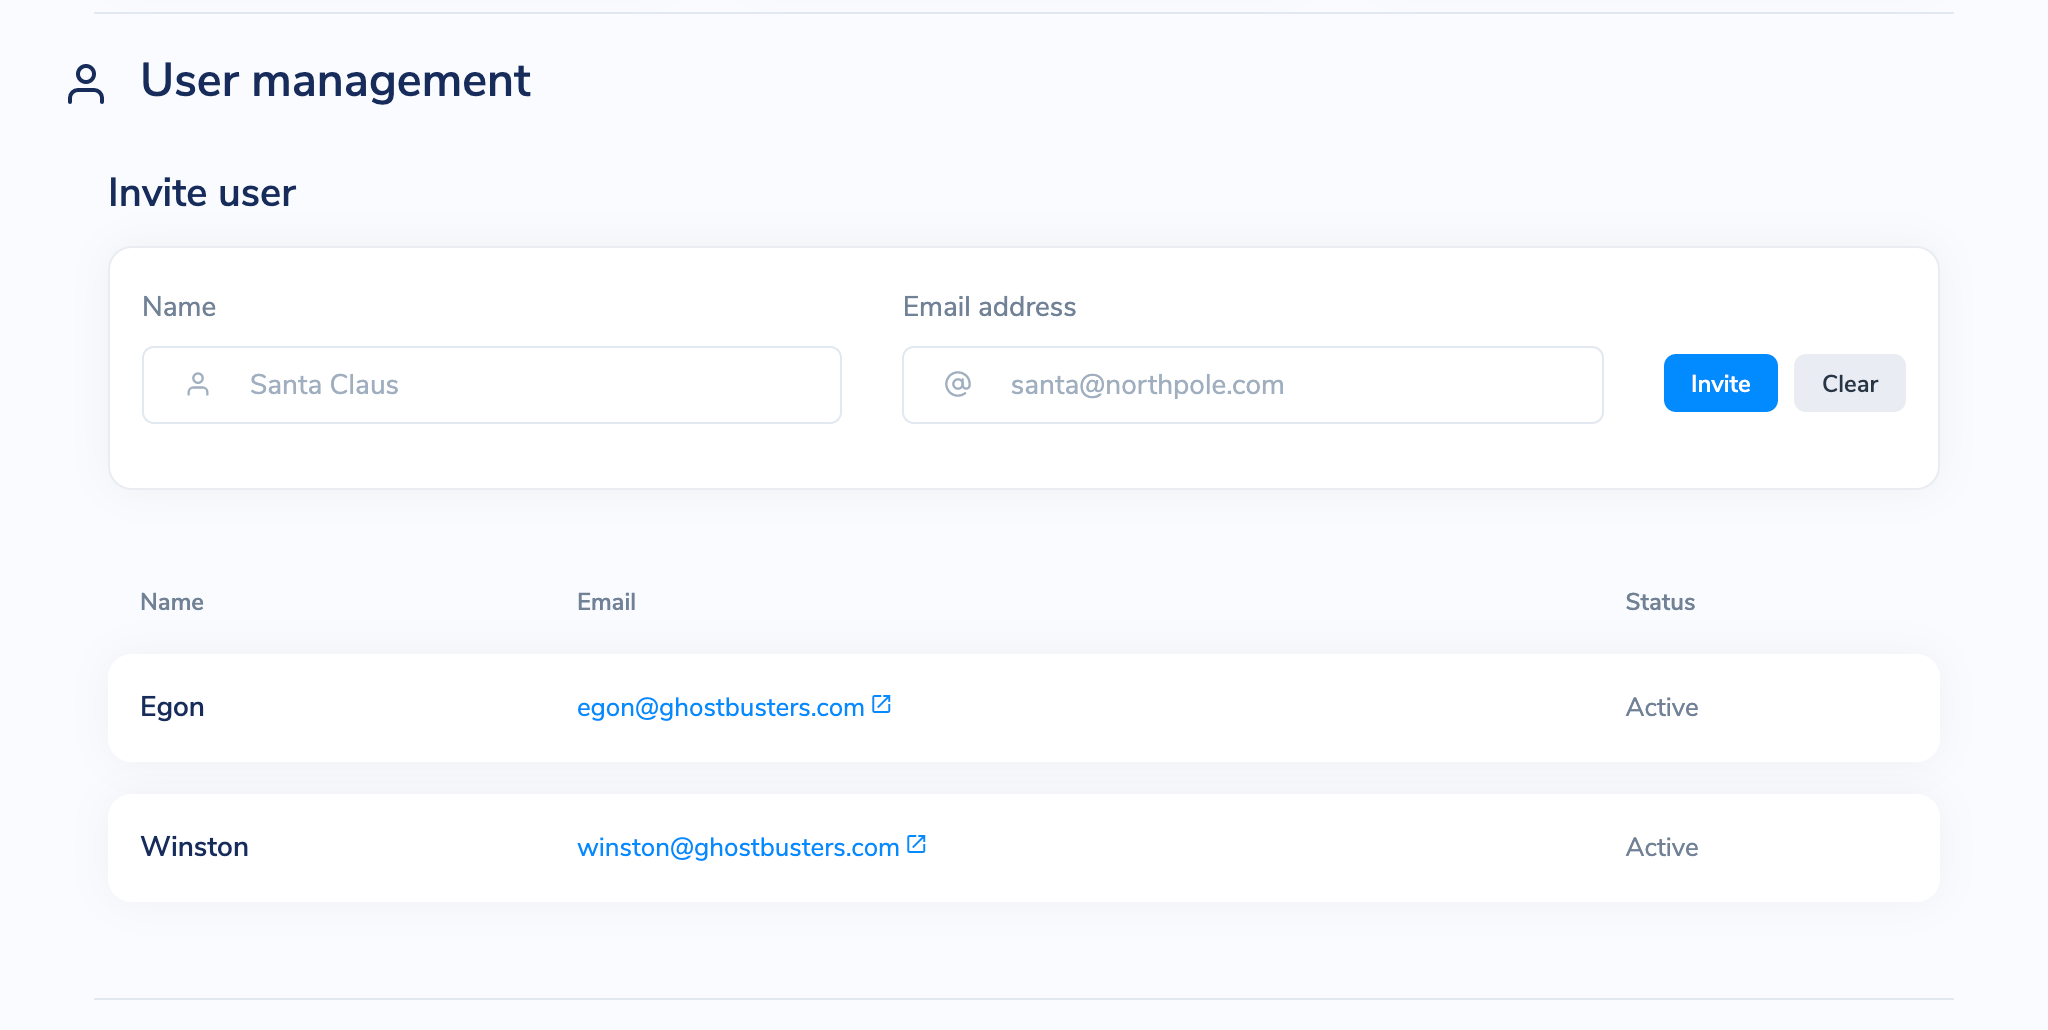 User management
Invite user
Name Email address
Santa Claus santa@northpole.com Invite Clear
Name Email Status
Egon egon@ghostbusters.com Active
Winston winston@ghostbusters.com Active